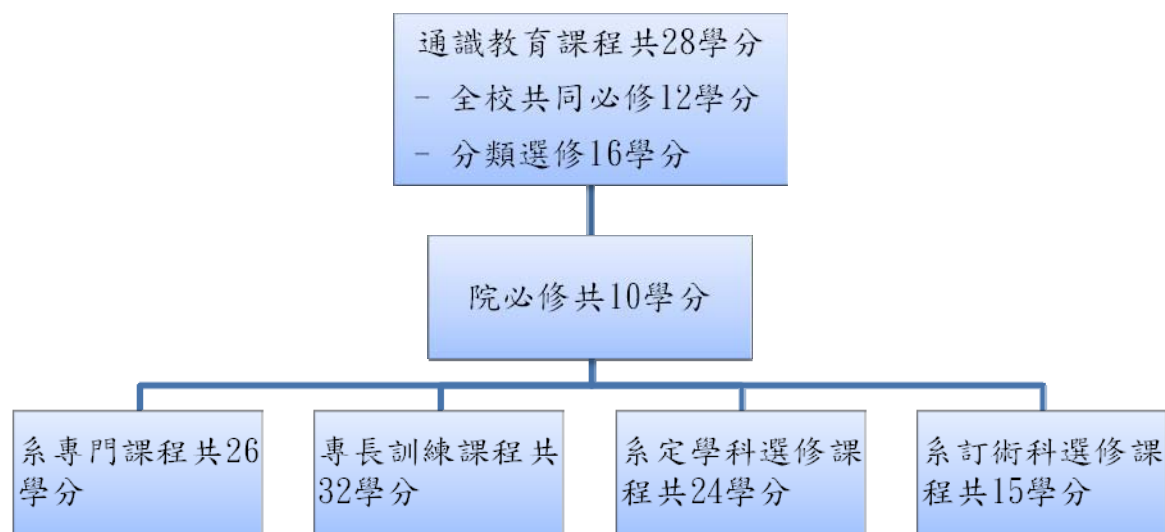 通識教育課程共28學分
- 全校共同必修12學分
- 分類選修16學分
院必修共10學分
系專門課程共26
學分
專長訓練課程共
32學分
系定學科選修課
程共24學分
系訂術科選修課
程共15學分